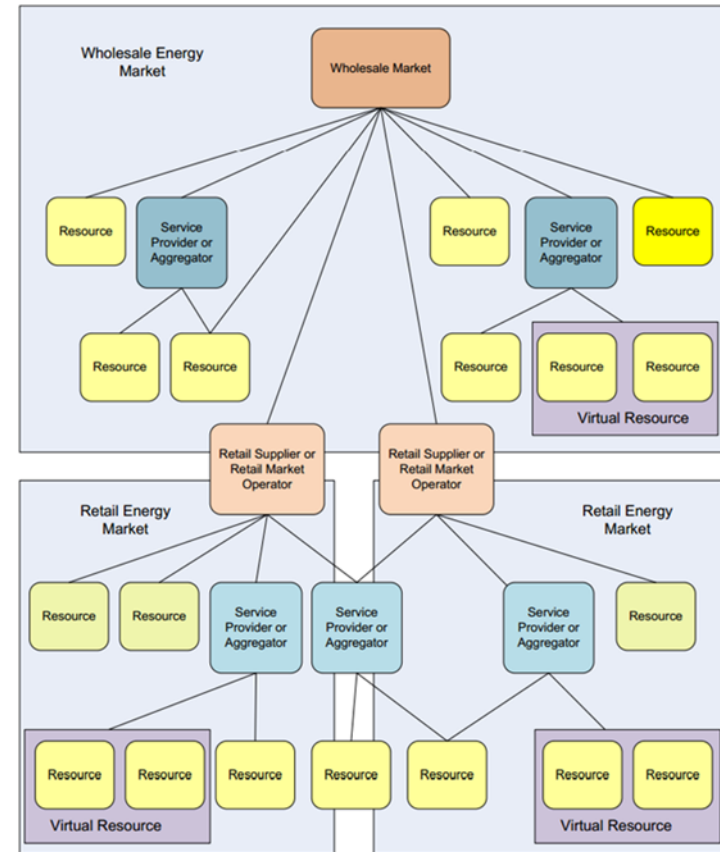 Wholesale Energy
Market
Wholesale Market
Resource
Service
Provider or
Aggregator
Resource
Service
Provider or
Aggregator
Resource
Resource
Resource
Resource
Resource
Resource
Virtual Resource
Retail Supplier or
Retail Market
Operator
Retail Supplier or
Retail Market
Operator
Retail Energy
Market
Retail Energy
Market
Resource
Resource
Service
Provider or
Aggregator
Service
Provider or
Aggregator
Service
Provider or
Aggregator
Resource
Resource
Resource
Resource
Resource
Resource
Resource
Resource
Virtual Resource
Virtual Resource